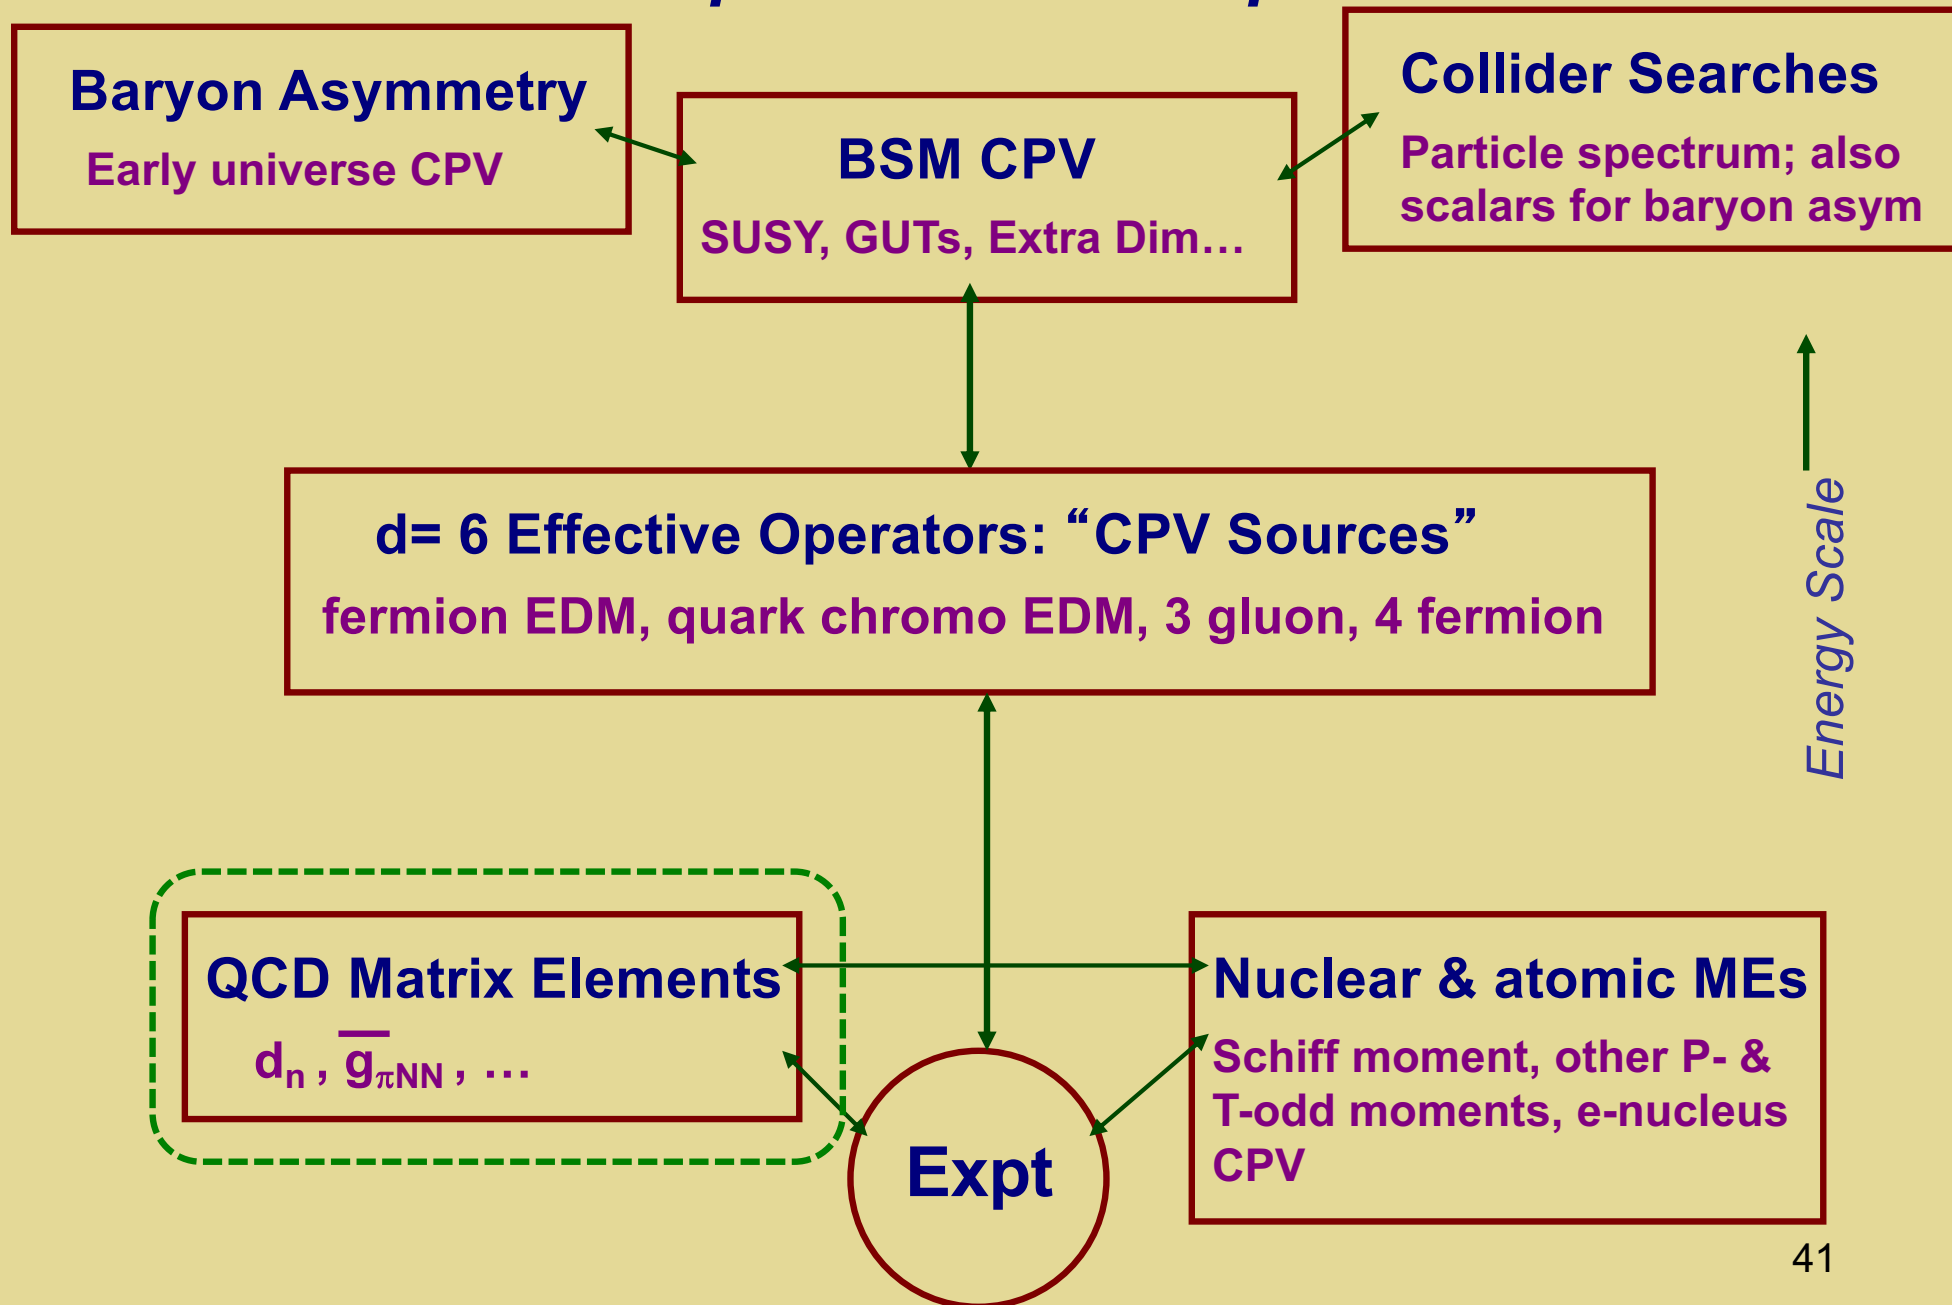 Baryon Asymmetry
Early universe CPV
BSM CPV
SUSY, GUTs, Extra Dim…
Collider Searches
Particle spectrum; also
scalars for baryon asym
d= 6 Effective Operators: “CPV Sources”
fermion EDM, quark chromo EDM, 3 gluon, 4 fermion
Energy Scale
QCD Matrix Elements
dₙ , g̅πNN , …
Nuclear & atomic MEs
Schiff moment, other P- &
T-odd moments, e-nucleus
CPV
Expt
41